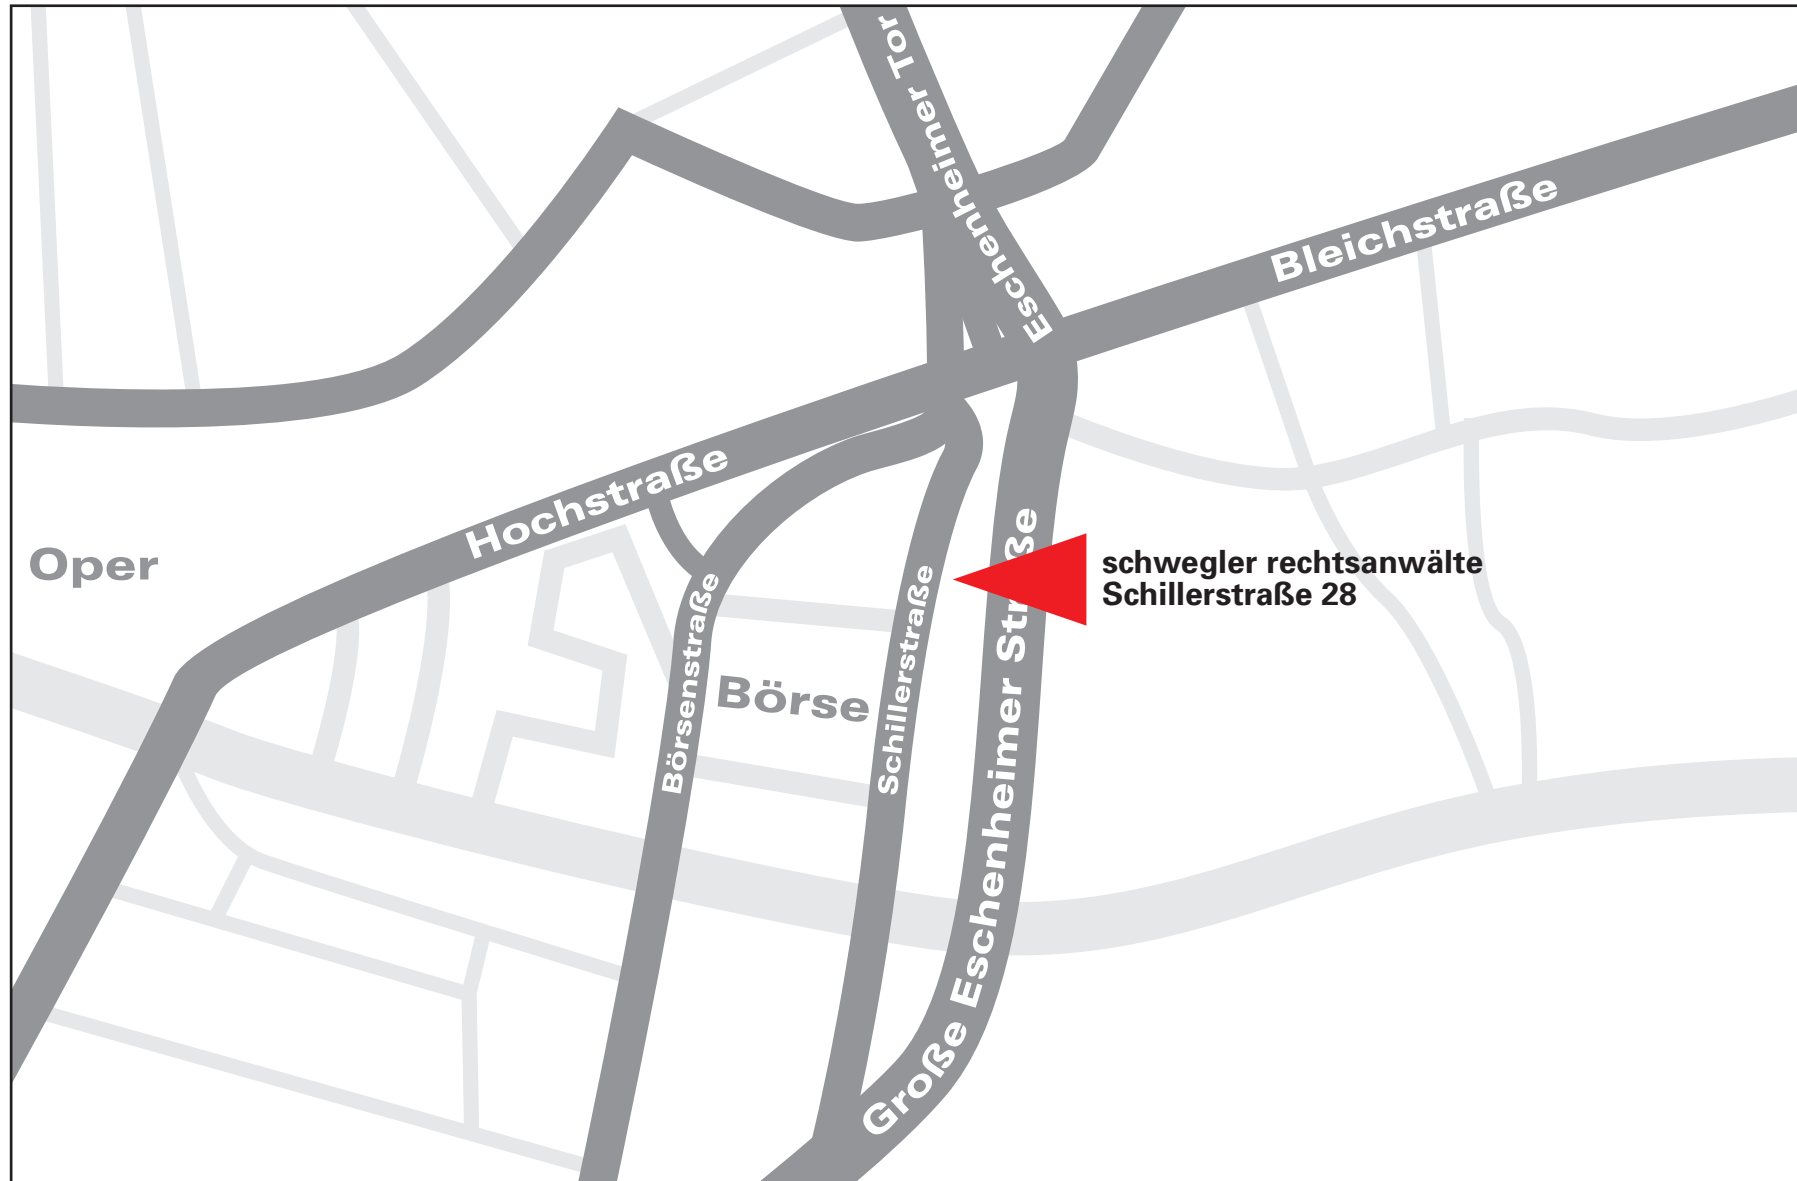 Eschenheimer Tor
Bleichstraße
Hochstraße
Oper
schwegler rechtsanwälte
Schillerstraße 28
Börsenstraße
Börse
Schillerstraße
Große Eschenheimer Straße